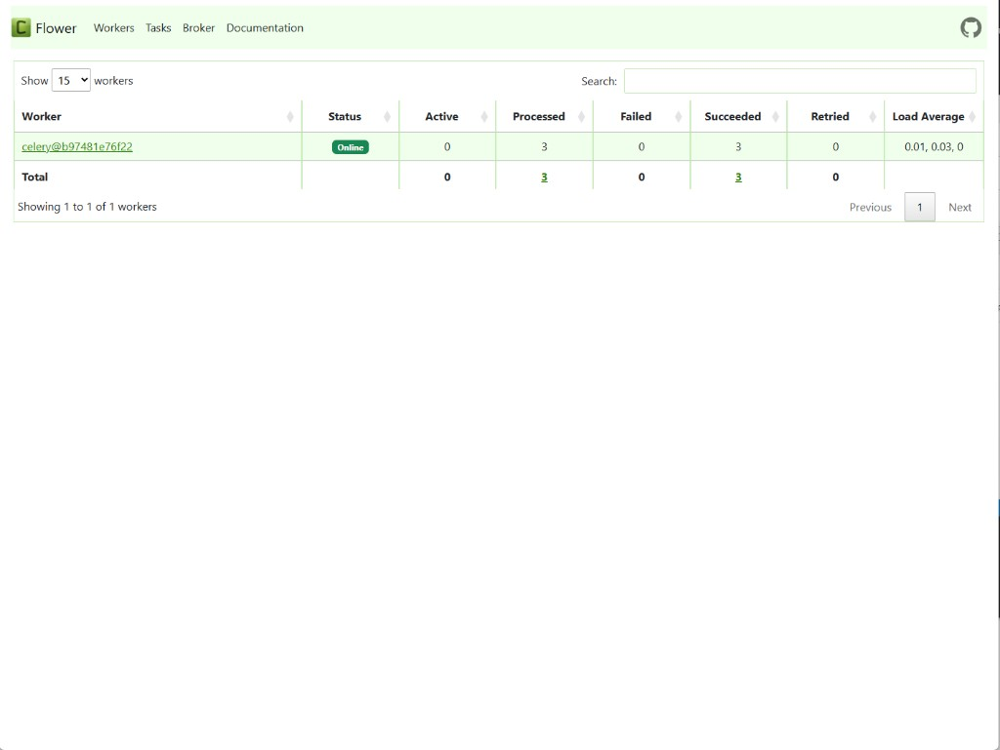 C Flower Workers Tasks Broker Documentation
Show 15 workers Search:
Worker Status Active Processed Failed Succeeded Retried Load Average
celery@b97481e76f22 Online 0 3 0 3 0 0.01, 0.03, 0
Total 0 3 0 3 0
Showing 1 to 1 of 1 workers Previous 1 Next